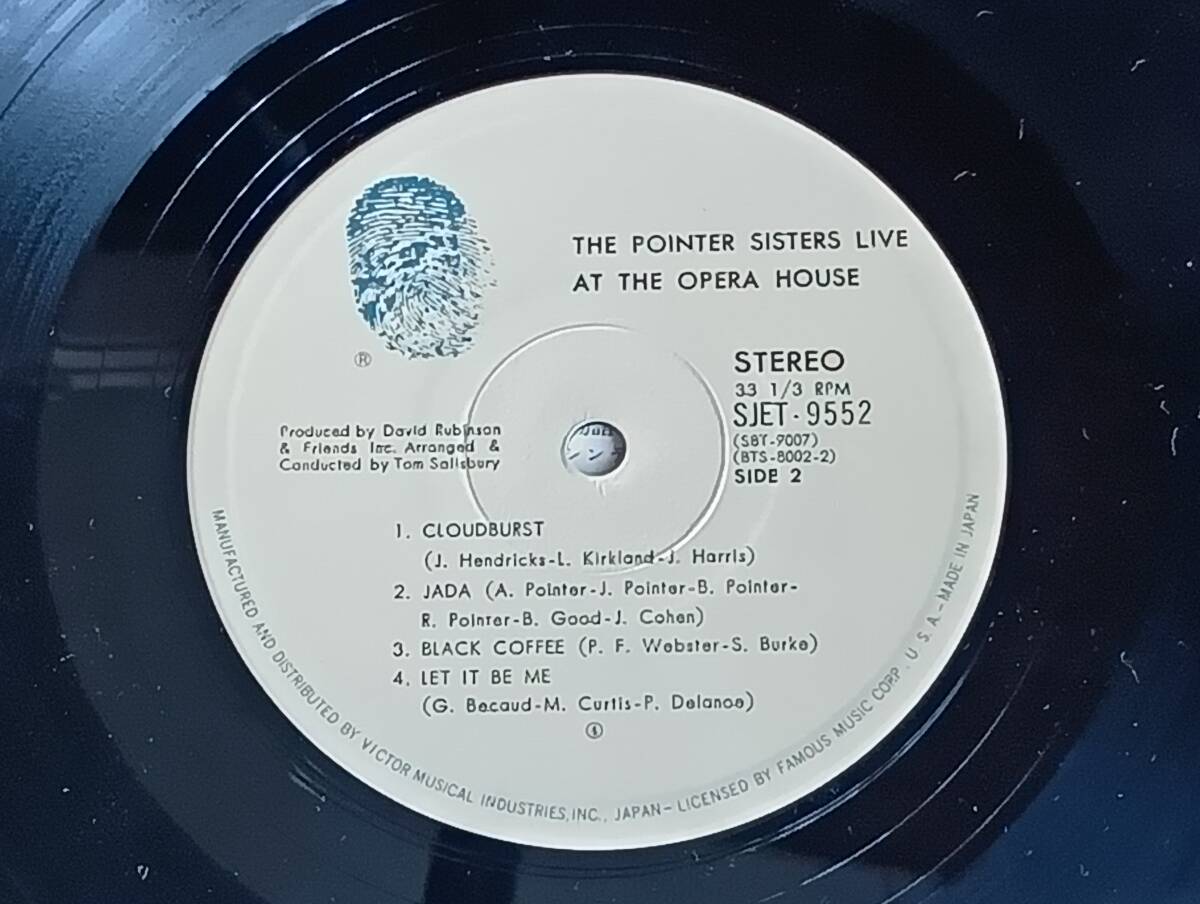 THE POINTER SISTERS LIVE
AT THE OPERA HOUSE
®
STEREO
33 1/3 RPM
SJET-9552
(SBT-9007)
(BTS-8002-2)
SIDE 2
Produced by David Rubinson
& Friends Inc. Arranged &
Conducted by Tom Salisbury
1. CLOUDBURST
(J. Hendricks-L. Kirkland-J. Harris)
2. JADA (A. Pointer-J. Pointer-B. Pointer-
R. Pointer-B. Good-J. Cohen)
3. BLACK COFFEE (P. F. Webster-S. Burke)
4. LET IT BE ME
(G. Becaud-M. Curtis-P. Delanoe)
MANUFACTURED AND DISTRIBUTED BY VICTOR MUSICAL INDUSTRIES, INC., JAPAN-LICENSED BY FAMOUS MUSIC CORP. U. S. A.-MADE IN JAPAN